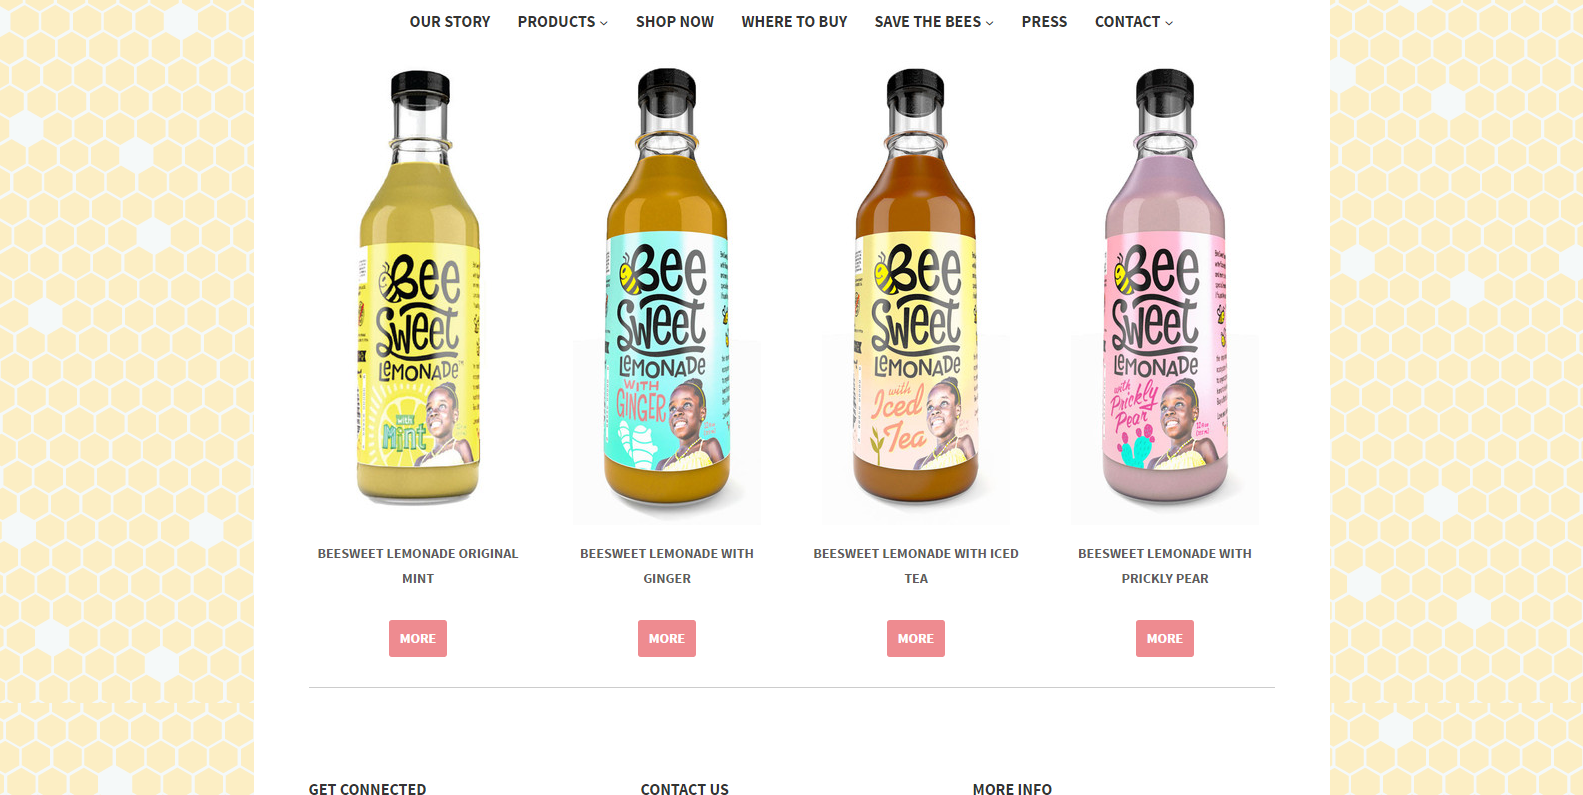 OUR STORY PRODUCTS SHOP NOW WHERE TO BUY SAVE THE BEES PRESS CONTACT
Bee
Sweet
LEMONADE
with
Mint
Bee
Sweet
LEMONADE
WITH
GINGER
Bee
Sweet
LEMONADE
with
Iced
Tea
Bee
Sweet
LEMONADE
with
Prickly
Pear
BEESWEET LEMONADE ORIGINAL
MINT
BEESWEET LEMONADE WITH
GINGER
BEESWEET LEMONADE WITH ICED
TEA
BEESWEET LEMONADE WITH
PRICKLY PEAR
MORE MORE MORE MORE
GET CONNECTED CONTACT US MORE INFO